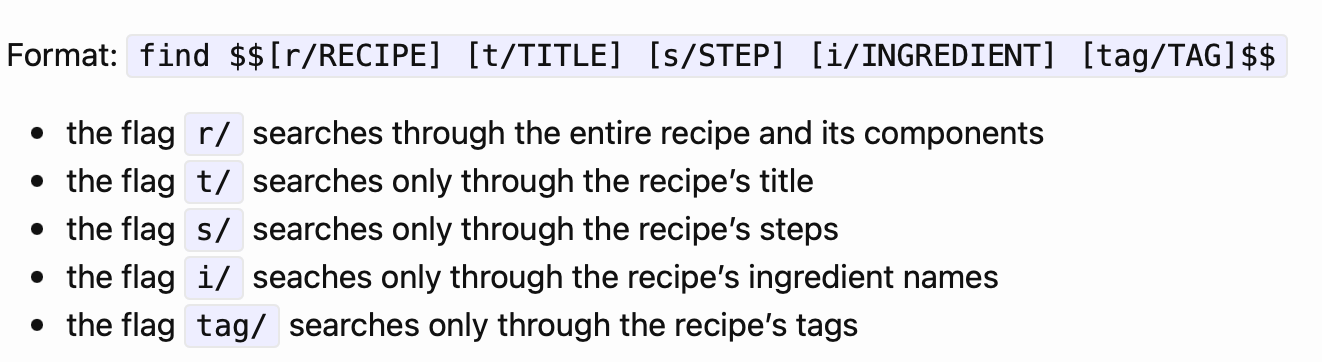 Format: find $$[r/RECIPE] [t/TITLE] [s/STEP] [i/INGREDIENT] [tag/TAG]$$
• the flag r/ searches through the entire recipe and its components
• the flag t/ searches only through the recipe’s title
• the flag s/ searches only through the recipe’s steps
• the flag i/ seaches only through the recipe’s ingredient names
• the flag tag/ searches only through the recipe’s tags